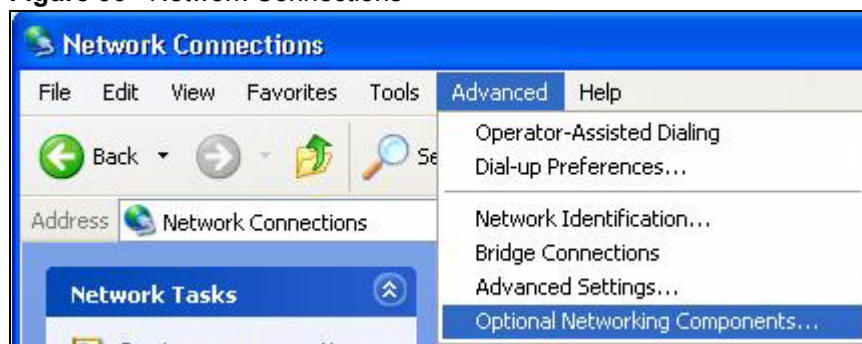 Network Connections
File Edit View Favorites Tools Advanced Help
Back
Operator-Assisted Dialing
Dial-up Preferences...
Address Network Connections
Network Identification...
Bridge Connections
Advanced Settings...
Optional Networking Components...
Network Tasks